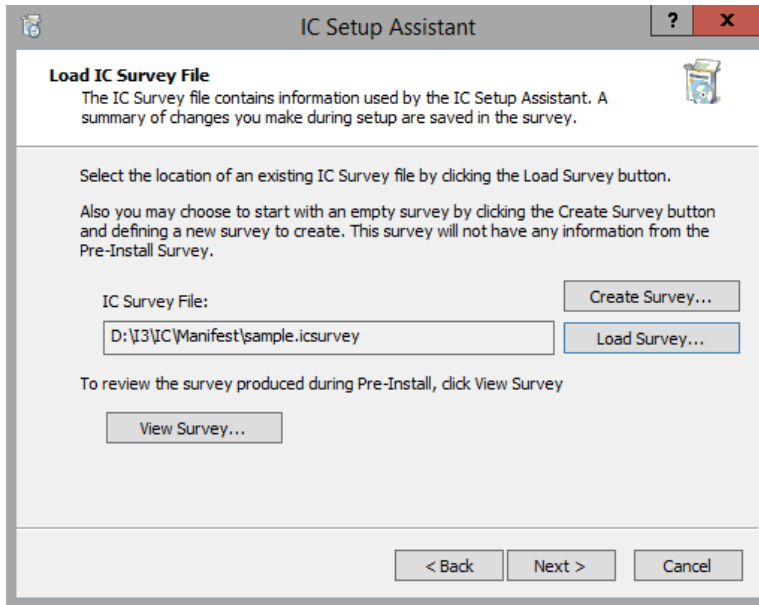 IC Setup Assistant
?
x
Load IC Survey File
The IC Survey file contains information used by the IC Setup Assistant. A
summary of changes you make during setup are saved in the survey.
Select the location of an existing IC Survey file by clicking the Load Survey button.
Also you may choose to start with an empty survey by clicking the Create Survey button
and defining a new survey to create. This survey will not have any information from the
Pre-Install Survey.
IC Survey File:
Create Survey...
D:\I3\IC\Manifest\sample.icsurvey
Load Survey...
To review the survey produced during Pre-Install, click View Survey
View Survey...
< Back
Next >
Cancel